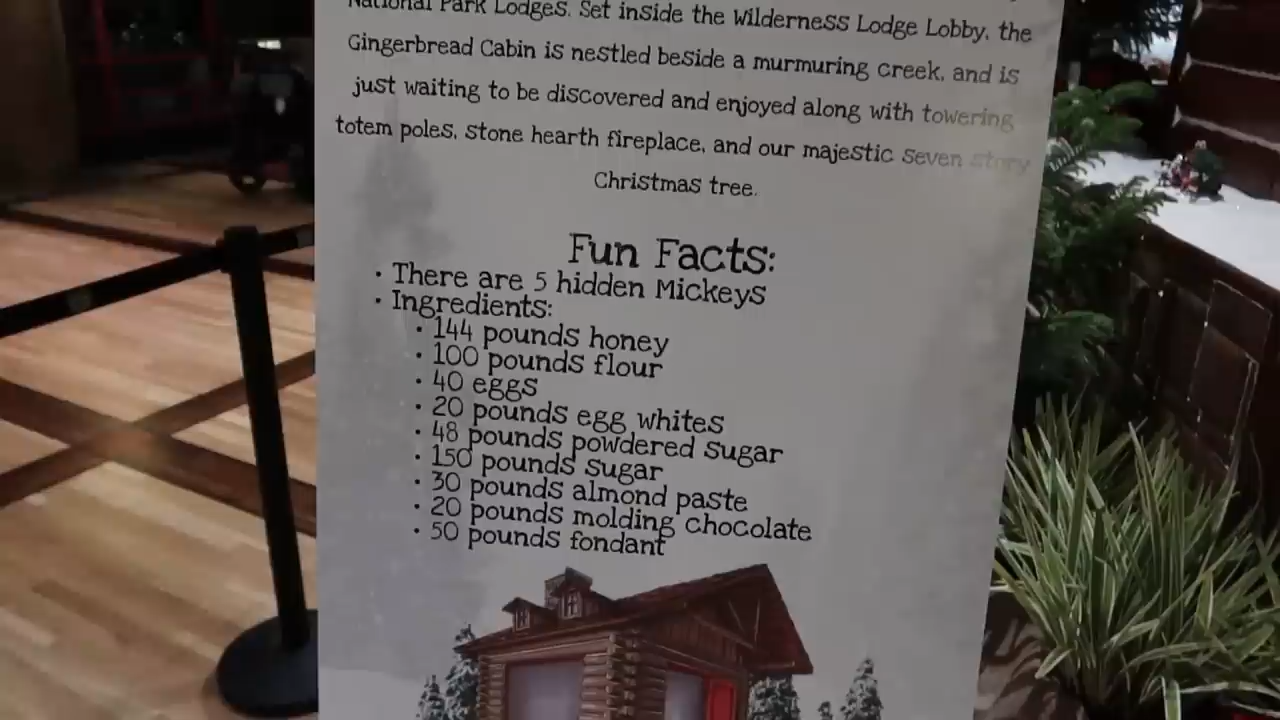 National Park Lodges. Set inside the Wilderness Lodge Lobby, the
Gingerbread Cabin is nestled beside a murmuring creek, and is
just waiting to be discovered and enjoyed along with towering
totem poles, stone hearth fireplace, and our majestic seven story
Christmas tree.
Fun Facts:
• There are 5 hidden Mickeys
• Ingredients:
• 144 pounds honey
• 100 pounds flour
• 40 eggs
• 20 pounds egg whites
• 48 pounds powdered sugar
• 150 pounds sugar
• 30 pounds almond paste
• 20 pounds molding chocolate
• 50 pounds fondant